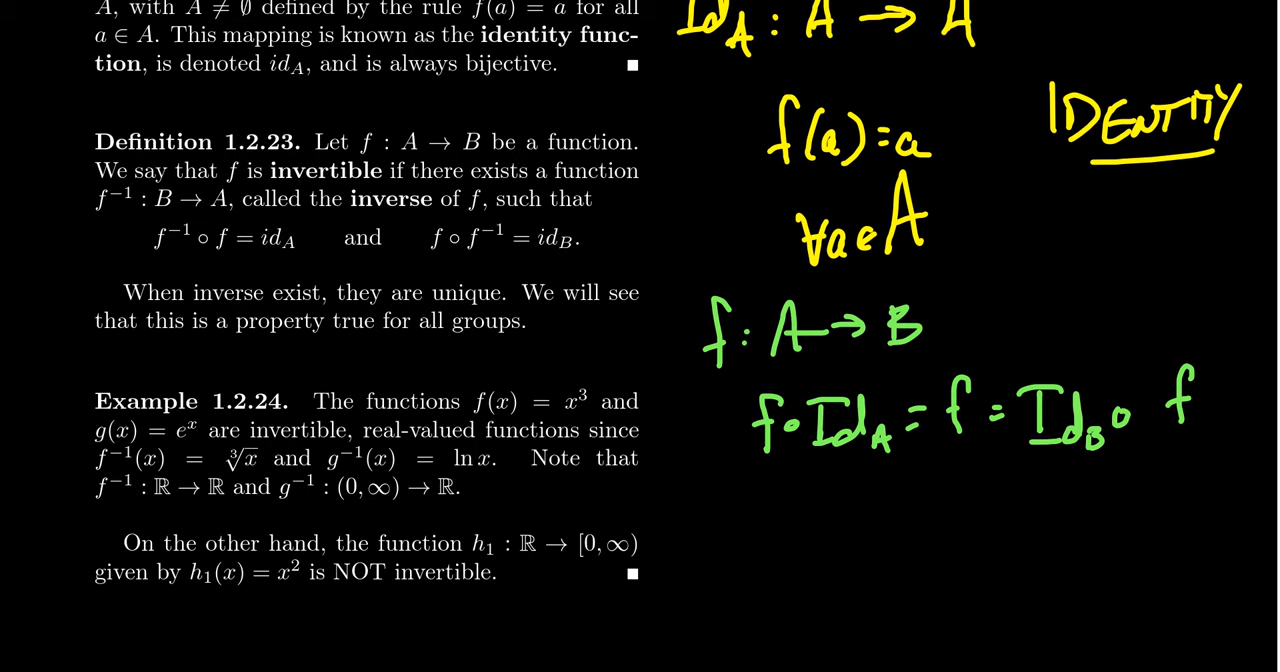 A, with A ≠ ∅ defined by the rule f(a) = a for all
a ∈ A. This mapping is known as the identity func-
tion, is denoted id_A, and is always bijective. ■
Definition 1.2.23. Let f : A → B be a function.
We say that f is invertible if there exists a function
f⁻¹ : B → A, called the inverse of f, such that
f⁻¹ ∘ f = id_A and f ∘ f⁻¹ = id_B.
When inverse exist, they are unique. We will see
that this is a property true for all groups.
Example 1.2.24. The functions f(x) = x³ and
g(x) = eˣ are invertible, real-valued functions since
f⁻¹(x) = ∛x and g⁻¹(x) = ln x. Note that
f⁻¹ : ℝ → ℝ and g⁻¹ : (0, ∞) → ℝ.
On the other hand, the function h₁ : ℝ → [0, ∞)
given by h₁(x) = x² is NOT invertible. ■
Id_A : A → A
f(a) = a
IDENTITY
∀a∈A
f : A → B
f ∘ Id_A = f = Id_B ∘ f